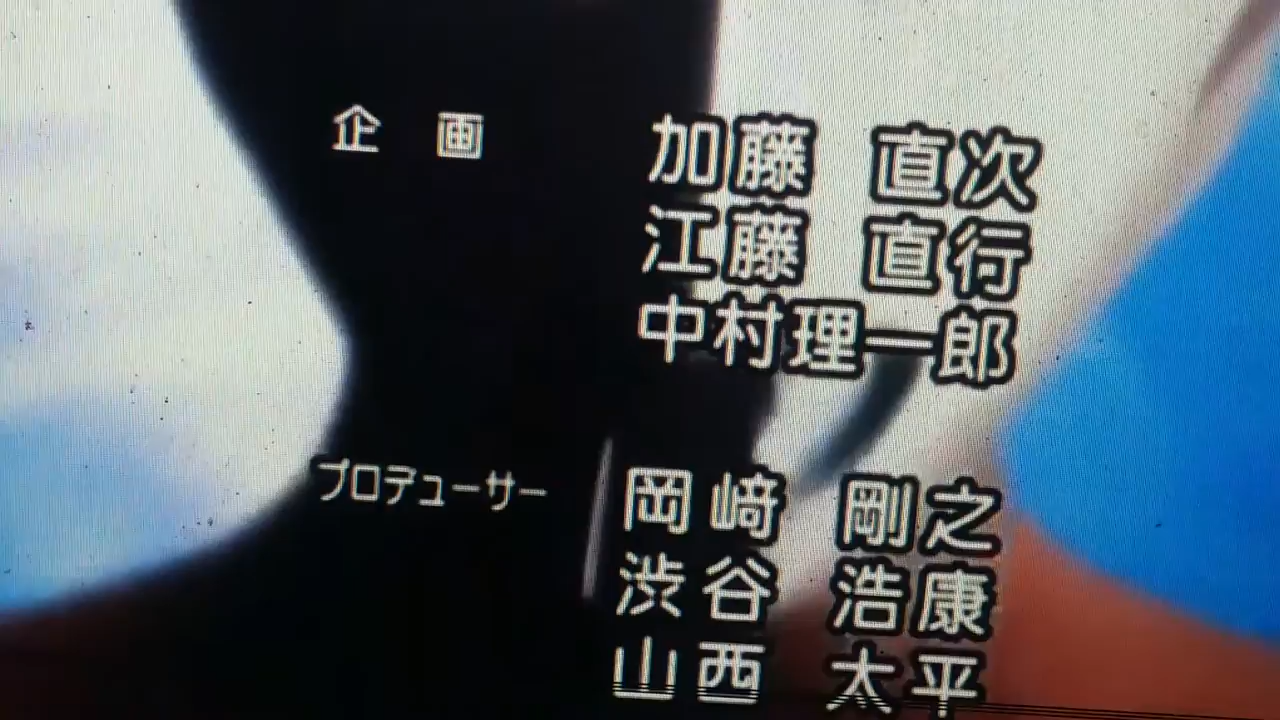 企画
加藤 直次
江藤 直行
中村理一郎
プロデューサー
岡﨑 剛之
渋谷 浩康
山西 太平